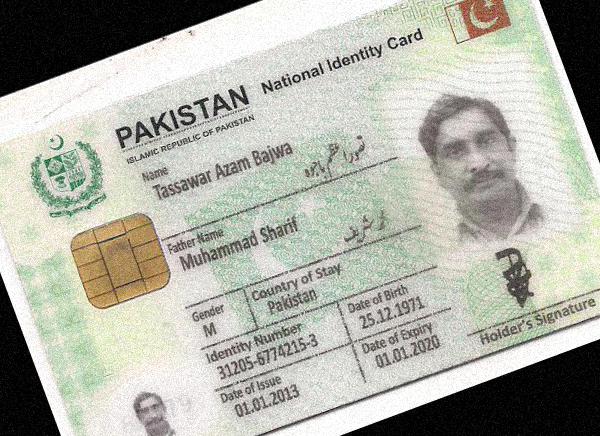 PAKISTAN National Identity Card
ISLAMIC REPUBLIC OF PAKISTAN
Name
Tassawar Azam Bajwa
تصور اعظم باجوہ
Father Name
Muhammad Sharif
محمد شریف
Gender
M
Country of Stay
Pakistan
Identity Number
31205-6774215-3
Date of Birth
25.12.1971
Date of Issue
01.01.2013
Date of Expiry
01.01.2020
Holder's Signature